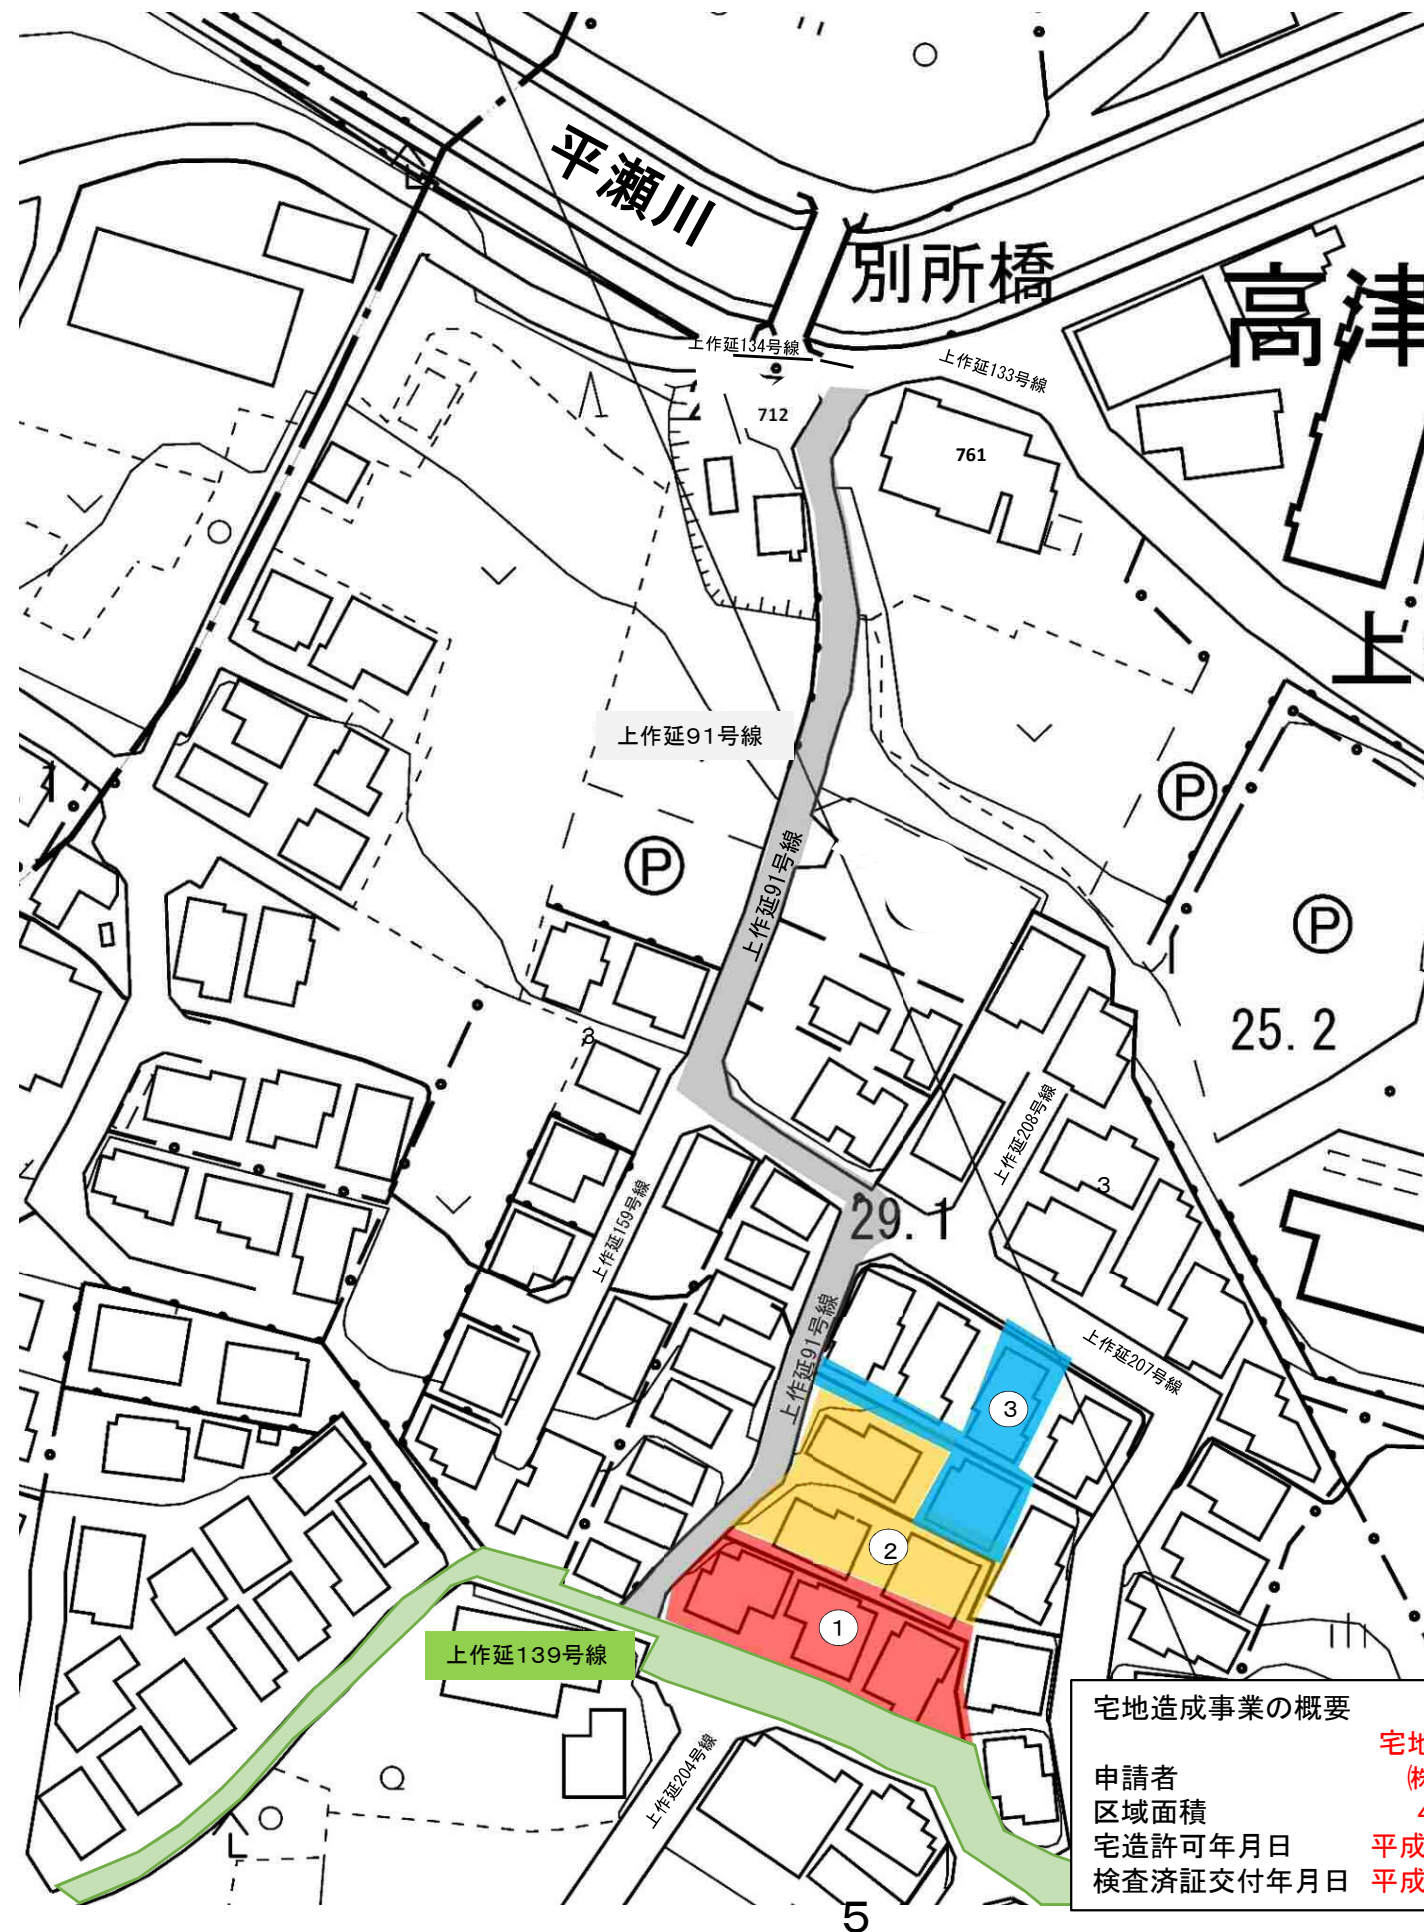 平瀬川
別所橋
高津
上作延134号線
上作延133号線
712
761
上
上作延91号線
P
上作延91号線
P
P
25.2
3
上作延208号線
3
29.1
上作延159号線
上作延91号線
上作延207号線
3
2
1
上作延139号線
上作延204号線
宅地造成事業の概要
宅地
申請者 ㈱
区域面積 4
宅造許可年月日 平成
検査済証交付年月日 平成
5